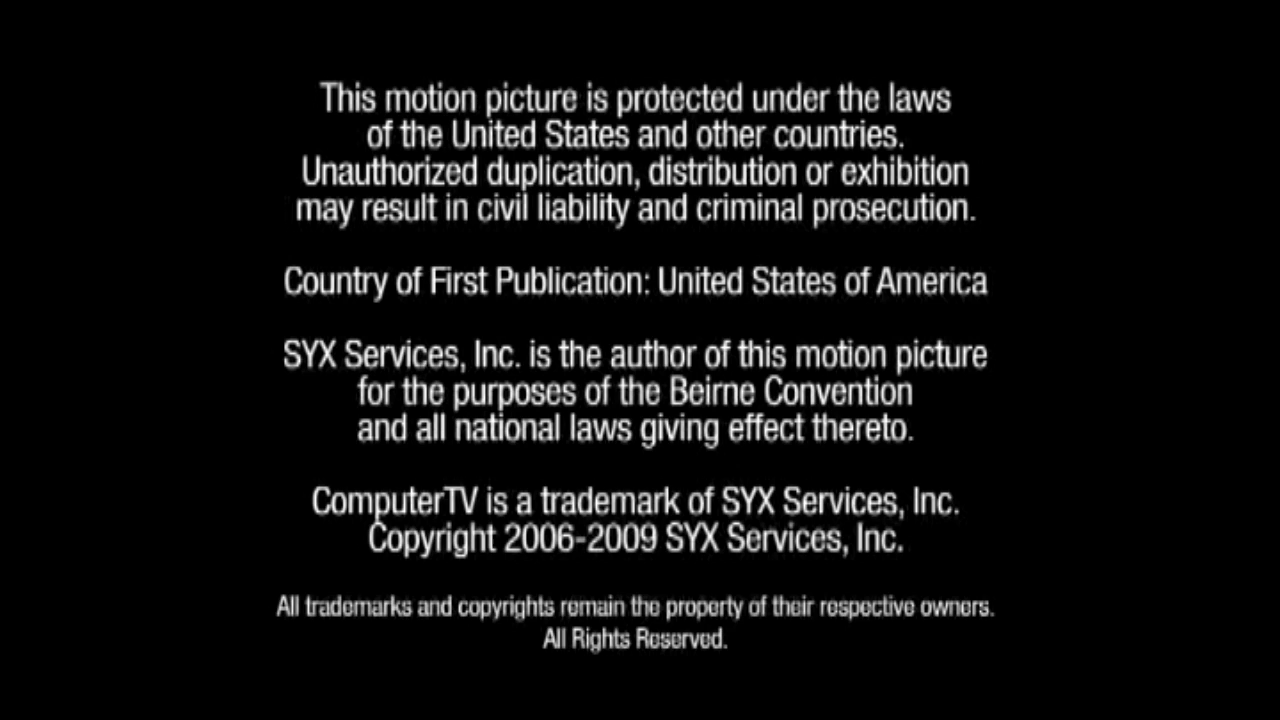 This motion picture is protected under the laws
of the United States and other countries.
Unauthorized duplication, distribution or exhibition
may result in civil liability and criminal prosecution.
Country of First Publication: United States of America
SYX Services, Inc. is the author of this motion picture
for the purposes of the Beirne Convention
and all national laws giving effect thereto.
ComputerTV is a trademark of SYX Services, Inc.
Copyright 2006-2009 SYX Services, Inc.
All trademarks and copyrights remain the property of their respective owners.
All Rights Reserved.